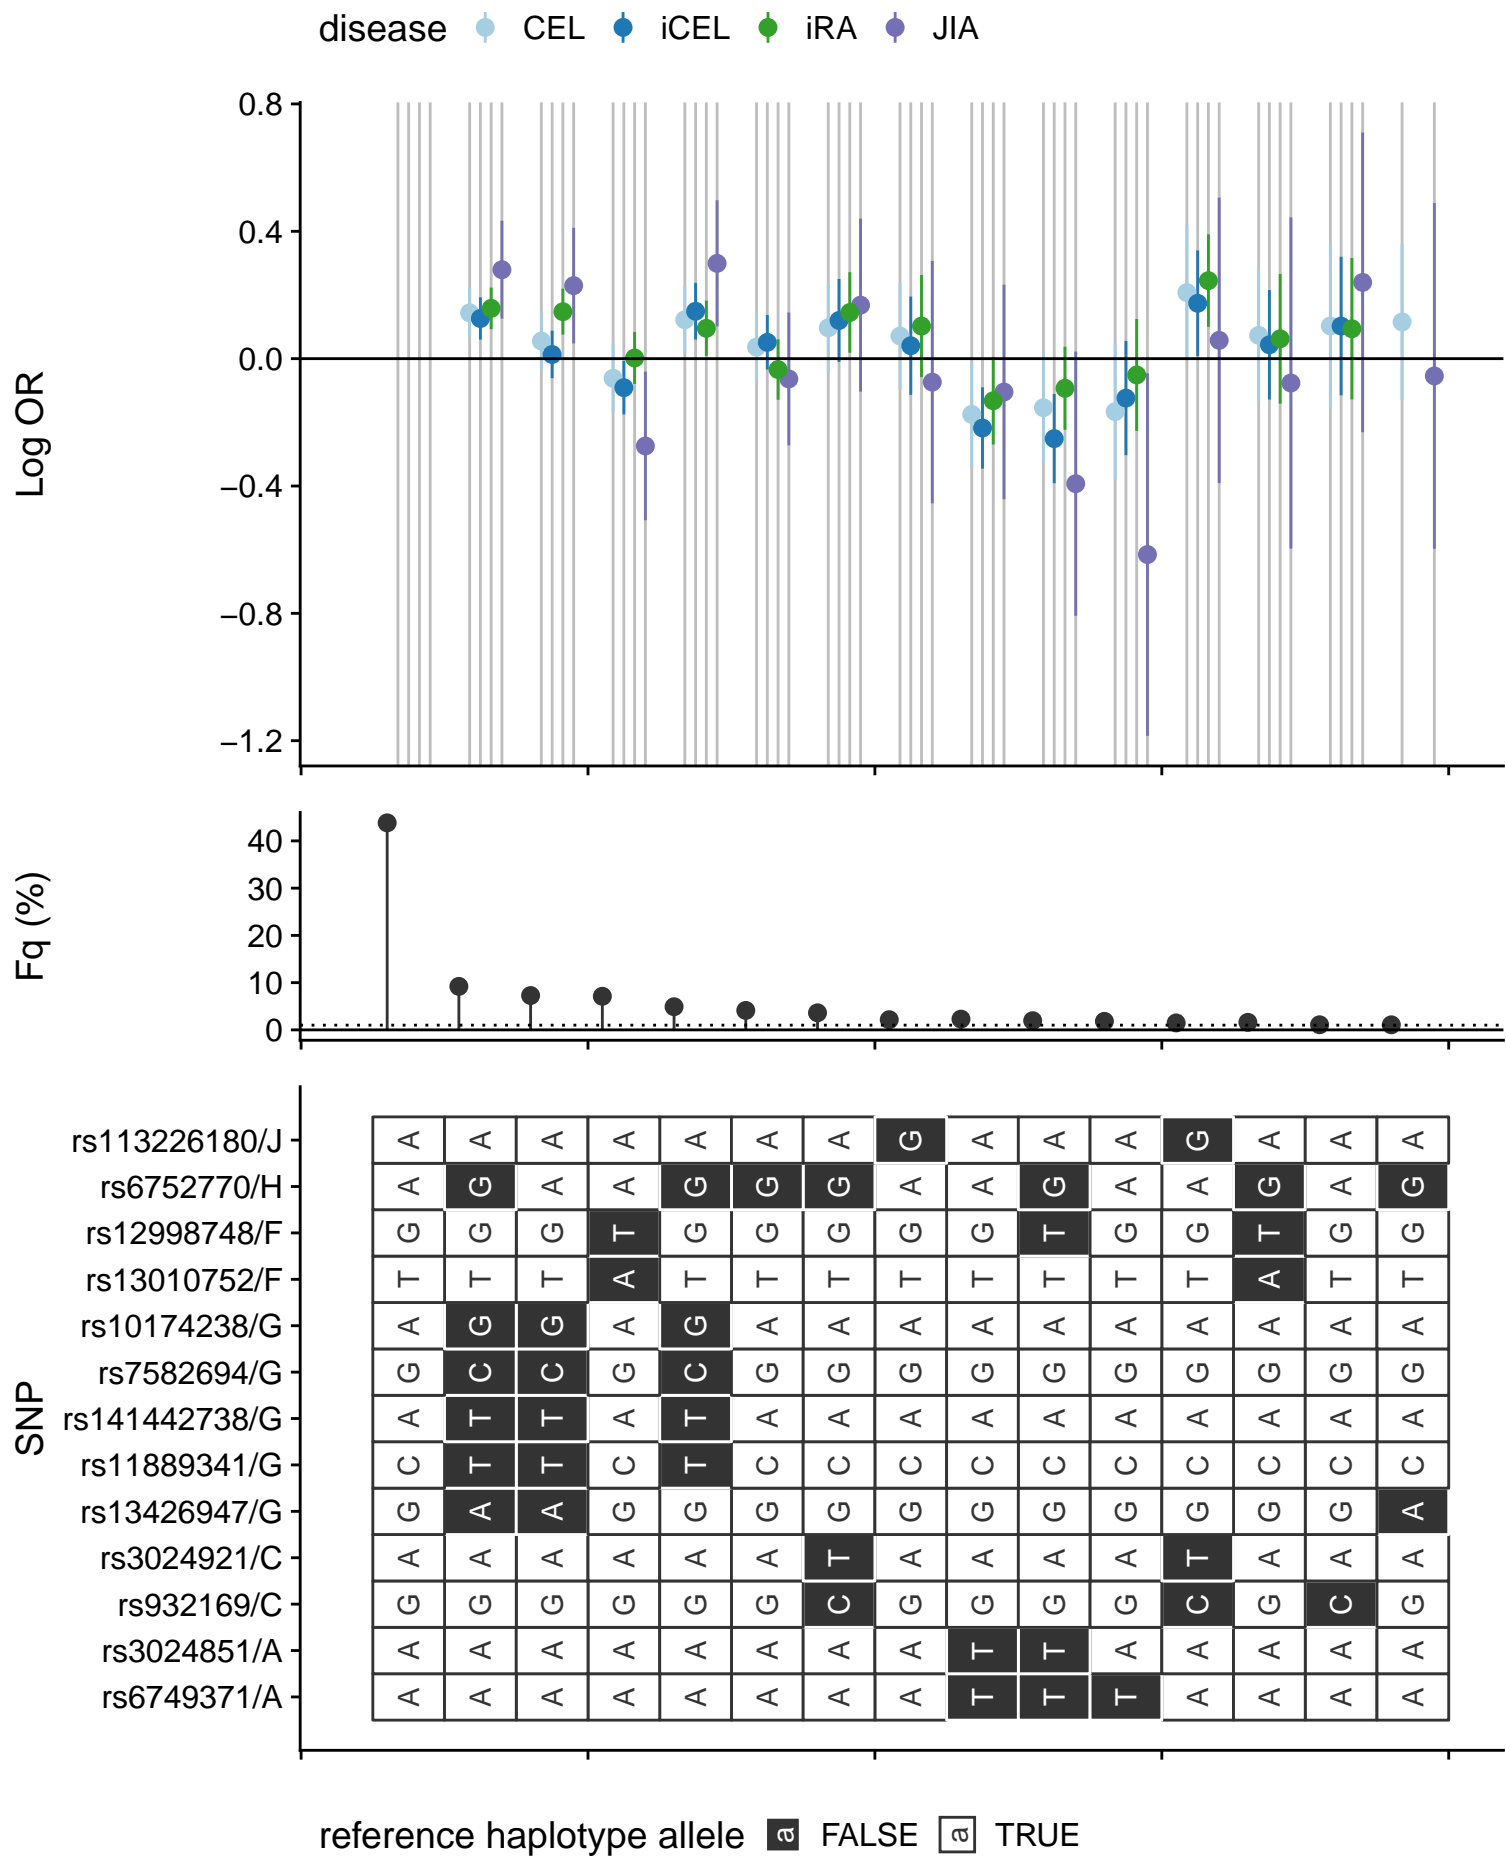 disease CEL iCEL iRA JIA
Log OR
0.8
0.4
0.0
−0.4
−0.8
−1.2
Fq (%)
40
30
20
10
0
SNP
rs113226180/J A A A A A A A G A A A G A A A
rs6752770/H A G A A G G G A A G A A G A G
rs12998748/F G G G T G G G G G T G G T G G
rs13010752/F T T T A T T T T T T T T A T T
rs10174238/G A G G A G A A A A A A A A A A
rs7582694/G G C C G C G G G G G G G G G G
rs141442738/G A T T A T A A A A A A A A A A
rs11889341/G C T T C T C C C C C C C C C C
rs13426947/G G A A G G G G G G G G G G G A
rs3024921/C A A A A A A T A A A A T A A A
rs932169/C G G G G G G C G G G G C G C G
rs3024851/A A A A A A A A A T T A A A A A
rs6749371/A A A A A A A A A T T T A A A A
reference haplotype allele a FALSE a TRUE